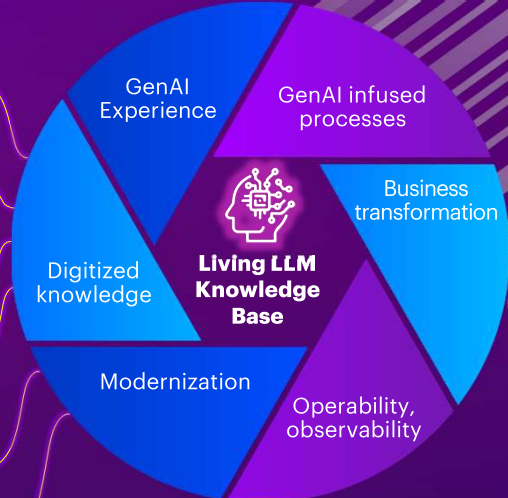 GenAI
Experience
GenAI infused
processes
Business
transformation
Living LLM
Knowledge
Base
Digitized
knowledge
Modernization
Operability,
observability